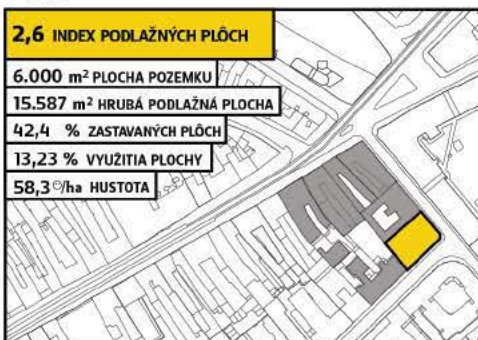 2,6 INDEX PODLAŽNÝCH PLÔCH
6.000 m² PLOCHA POZEMKU
15.587 m² HRUBÁ PODLAŽNÁ PLOCHA
42,4 % ZASTAVANÝCH PLÔCH
13,23 % VYUŽITIA PLOCHY
58,3 /ha HUSTOTA